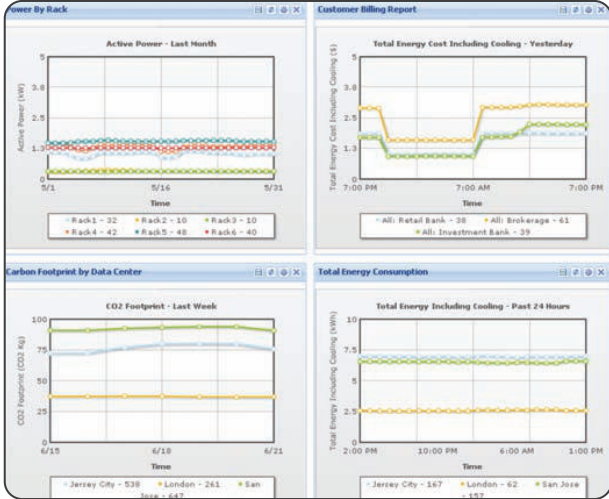 Power By Rack
Active Power - Last Month
Active Power (kW)
5
3.8
2.5
1.3
0
5/1 5/16 5/31
Time
Rack1 - 32 Rack2 - 10 Rack3 - 10
Rack4 - 42 Rack5 - 48 Rack6 - 40
Customer Billing Report
Total Energy Cost Including Cooling - Yesterday
Total Energy Cost Including Cooling ($)
5
3.8
2.5
1.3
0
7:00 PM 7:00 AM 7:00 PM
Time
All: Retail Bank - 38 All: Brokerage - 61
All: Investment Bank - 39
Carbon Footprint by Data Center
CO2 Footprint - Last Week
CO2 Footprint (CO2 Kg)
100
75
50
25
0
6/15 6/18 6/21
Time
Jersey City - 538 London - 261 San
Jose - 647
Total Energy Consumption
Total Energy Including Cooling - Past 24 Hours
Total Energy Including Cooling (kWh)
10
7.5
5
2.5
0
2:00 PM 10:00 PM 6:00 AM 1:00 PM
Time
Jersey City - 167 London - 62 San Jose
- 157